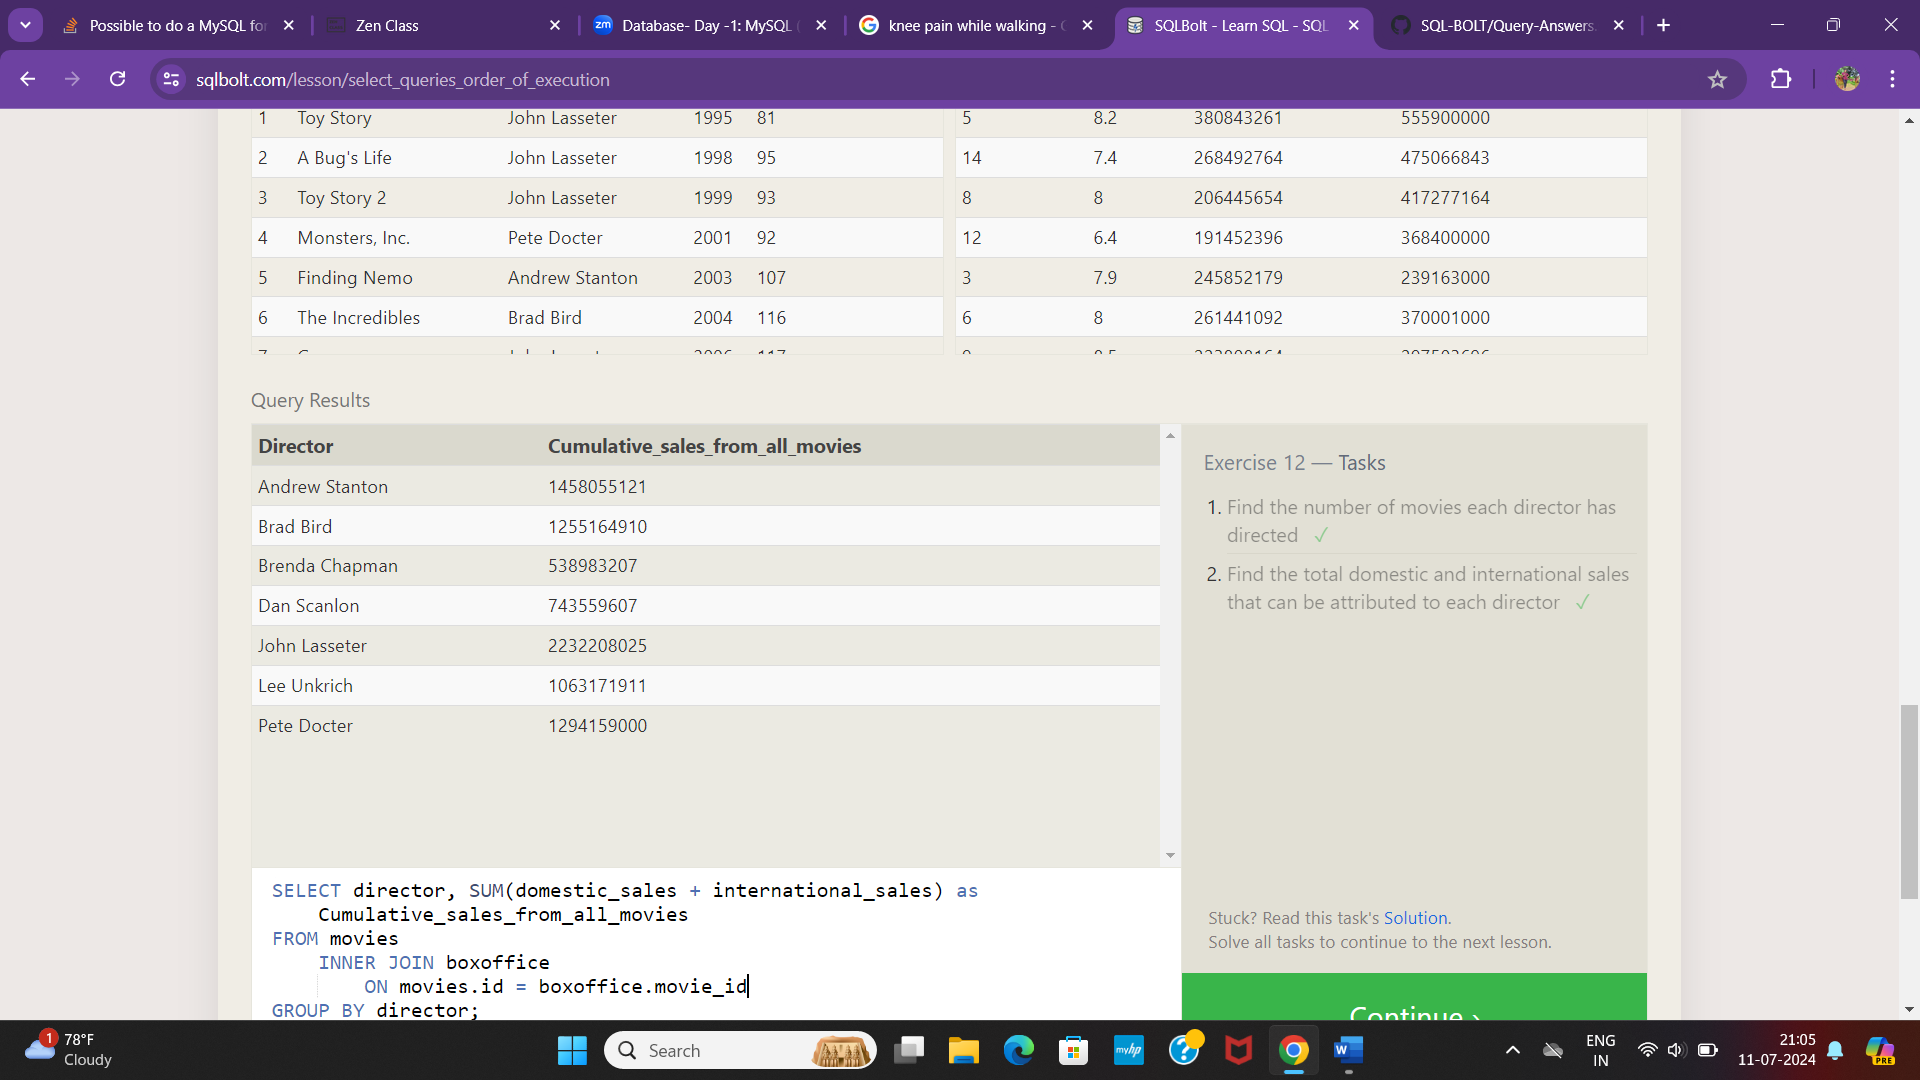 Possible to do a MySQL for
Zen Class
zm Database- Day -1: MySQL (
knee pain while walking - G
SQLBolt - Learn SQL - SQL
SQL-BOLT/Query-Answers.
sqlbolt.com/lesson/select_queries_order_of_execution
1 Toy Story John Lasseter 1995 81 5 8.2 380843261 555900000
2 A Bug's Life John Lasseter 1998 95 14 7.4 268492764 475066843
3 Toy Story 2 John Lasseter 1999 93 8 8 206445654 417277164
4 Monsters, Inc. Pete Docter 2001 92 12 6.4 191452396 368400000
5 Finding Nemo Andrew Stanton 2003 107 3 7.9 245852179 239163000
6 The Incredibles Brad Bird 2004 116 6 8 261441092 370001000
Query Results
Director Cumulative_sales_from_all_movies
Andrew Stanton 1458055121
Brad Bird 1255164910
Brenda Chapman 538983207
Dan Scanlon 743559607
John Lasseter 2232208025
Lee Unkrich 1063171911
Pete Docter 1294159000
Exercise 12 — Tasks
1. Find the number of movies each director has
directed ✓
2. Find the total domestic and international sales
that can be attributed to each director ✓
SELECT director, SUM(domestic_sales + international_sales) as
Cumulative_sales_from_all_movies
FROM movies
INNER JOIN boxoffice
ON movies.id = boxoffice.movie_id
GROUP BY director;
Stuck? Read this task's Solution.
Solve all tasks to continue to the next lesson.
Continue ›
1
78°F
Cloudy
Search
myhp
W
ENG
IN
21:05
11-07-2024
PRE